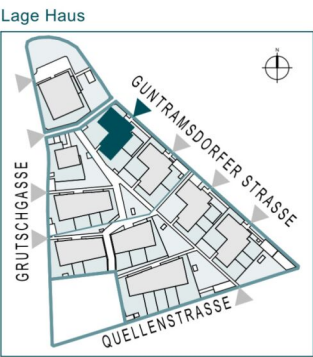 Lage Haus
N
GUNTRAMSDORFER STRASSE
GRUTSCHGASSE
QUELLENSTRASSE